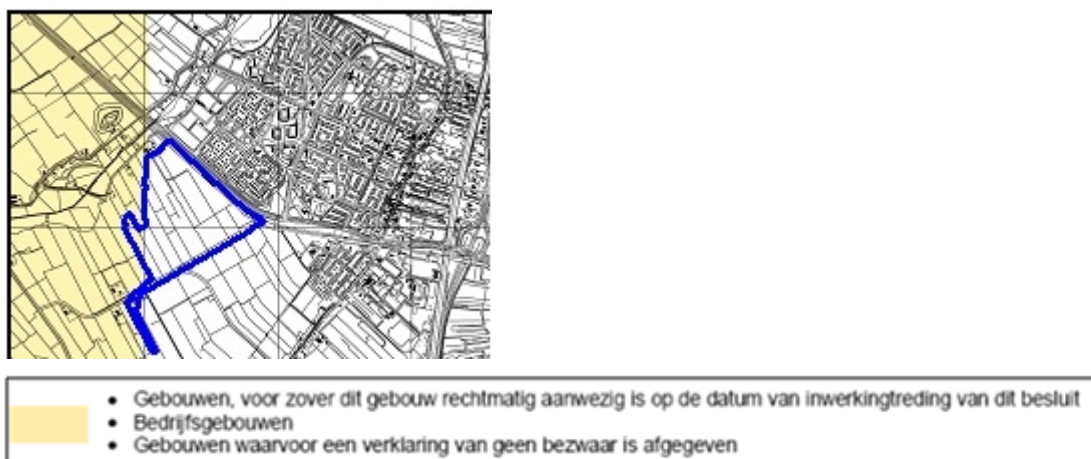 • Gebouwen, voor zover dit gebouw rechtmatig aanwezig is op de datum van inwerkingtreding van dit besluit
• Bedrijfsgebouwen
• Gebouwen waarvoor een verklaring van geen bezwaar is afgegeven